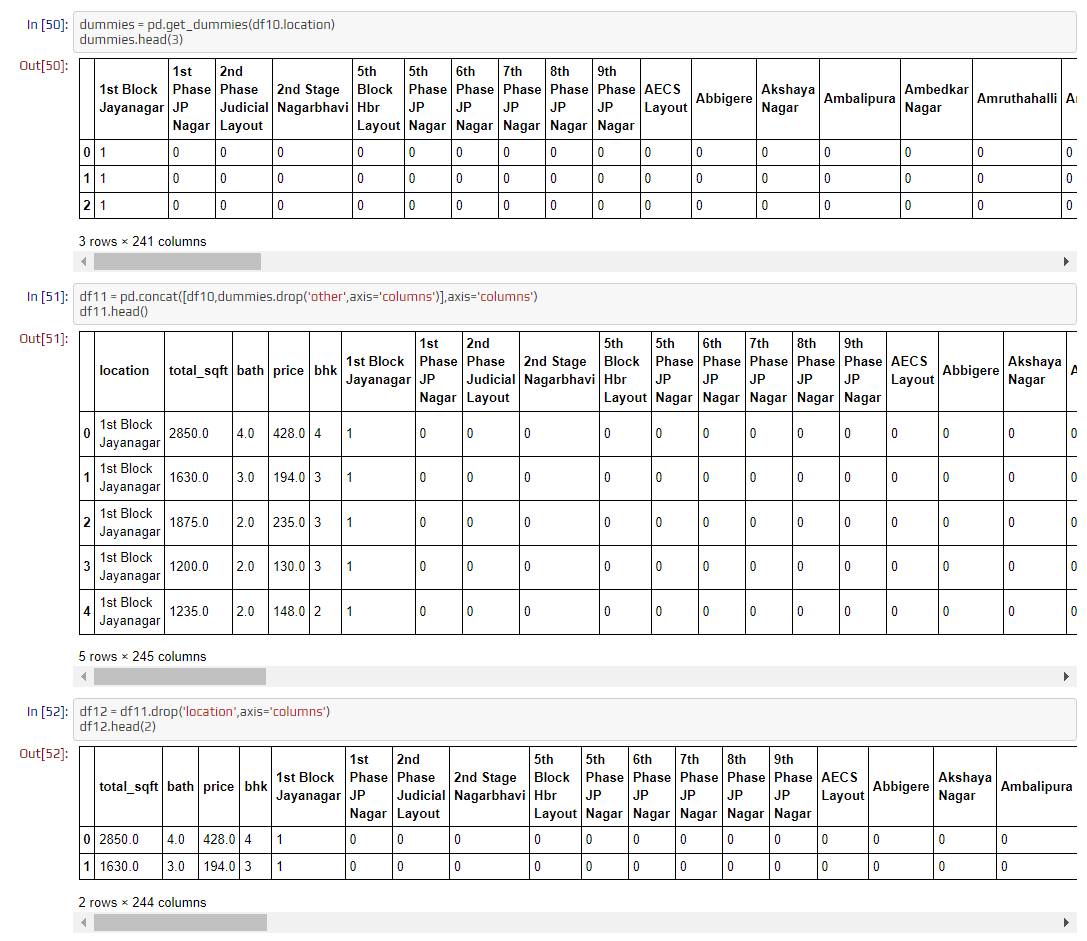 In [50]: dummies = pd.get_dummies(df10.location)
dummies.head(3)
Out[50]:
1st Block Jayanagar 1st Phase JP Nagar 2nd Phase Judicial Layout 2nd Stage Nagarbhavi 5th Block Hbr Layout 5th Phase JP Nagar 6th Phase JP Nagar 7th Phase JP Nagar 8th Phase JP Nagar 9th Phase JP Nagar AECS Layout Abbigere Akshaya Nagar Ambalipura Ambedkar Nagar Amruthahalli
0 1 0 0 0 0 0 0 0 0 0 0 0 0 0 0 0 0
1 1 0 0 0 0 0 0 0 0 0 0 0 0 0 0 0 0
2 1 0 0 0 0 0 0 0 0 0 0 0 0 0 0 0 0
3 rows × 241 columns
In [51]: df11 = pd.concat([df10,dummies.drop('other',axis='columns')],axis='columns')
df11.head()
Out[51]:
location total_sqft bath price bhk 1st Block Jayanagar 1st Phase JP Nagar 2nd Phase Judicial Layout 2nd Stage Nagarbhavi 5th Block Hbr Layout 5th Phase JP Nagar 6th Phase JP Nagar 7th Phase JP Nagar 8th Phase JP Nagar 9th Phase JP Nagar AECS Layout Abbigere Akshaya Nagar
0 1st Block Jayanagar 2850.0 4.0 428.0 4 1 0 0 0 0 0 0 0 0 0 0 0 0 0
1 1st Block Jayanagar 1630.0 3.0 194.0 3 1 0 0 0 0 0 0 0 0 0 0 0 0 0
2 1st Block Jayanagar 1875.0 2.0 235.0 3 1 0 0 0 0 0 0 0 0 0 0 0 0 0
3 1st Block Jayanagar 1200.0 2.0 130.0 3 1 0 0 0 0 0 0 0 0 0 0 0 0 0
4 1st Block Jayanagar 1235.0 2.0 148.0 2 1 0 0 0 0 0 0 0 0 0 0 0 0 0
5 rows × 245 columns
In [52]: df12 = df11.drop('location',axis='columns')
df12.head(2)
Out[52]:
total_sqft bath price bhk 1st Block Jayanagar 1st Phase JP Nagar 2nd Phase Judicial Layout 2nd Stage Nagarbhavi 5th Block Hbr Layout 5th Phase JP Nagar 6th Phase JP Nagar 7th Phase JP Nagar 8th Phase JP Nagar 9th Phase JP Nagar AECS Layout Abbigere Akshaya Nagar Ambalipura
0 2850.0 4.0 428.0 4 1 0 0 0 0 0 0 0 0 0 0 0 0 0
1 1630.0 3.0 194.0 3 1 0 0 0 0 0 0 0 0 0 0 0 0 0
2 rows × 244 columns